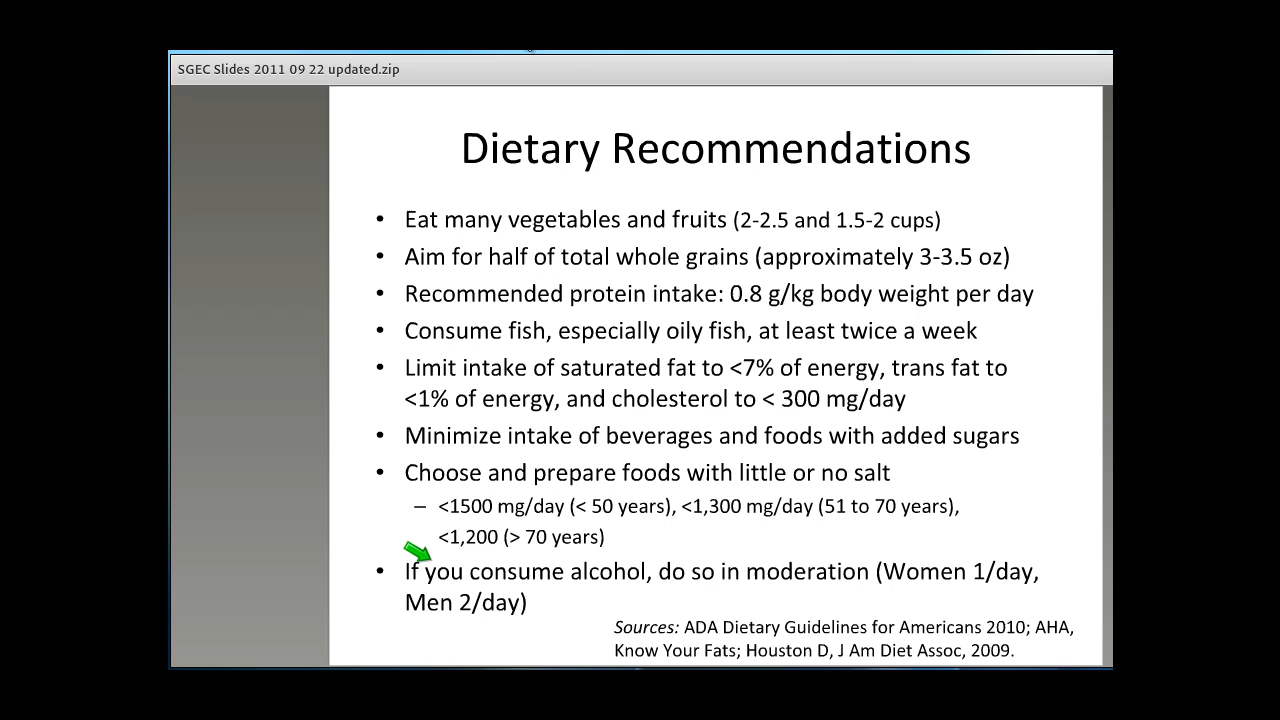 SGEC Slides 2011 09 22 updated.zip
Dietary Recommendations
• Eat many vegetables and fruits (2-2.5 and 1.5-2 cups)
• Aim for half of total whole grains (approximately 3-3.5 oz)
• Recommended protein intake: 0.8 g/kg body weight per day
• Consume fish, especially oily fish, at least twice a week
• Limit intake of saturated fat to <7% of energy, trans fat to
<1% of energy, and cholesterol to < 300 mg/day
• Minimize intake of beverages and foods with added sugars
• Choose and prepare foods with little or no salt
– <1500 mg/day (< 50 years), <1,300 mg/day (51 to 70 years),
<1,200 (> 70 years)
• If you consume alcohol, do so in moderation (Women 1/day,
Men 2/day)
Sources: ADA Dietary Guidelines for Americans 2010; AHA,
Know Your Fats; Houston D, J Am Diet Assoc, 2009.